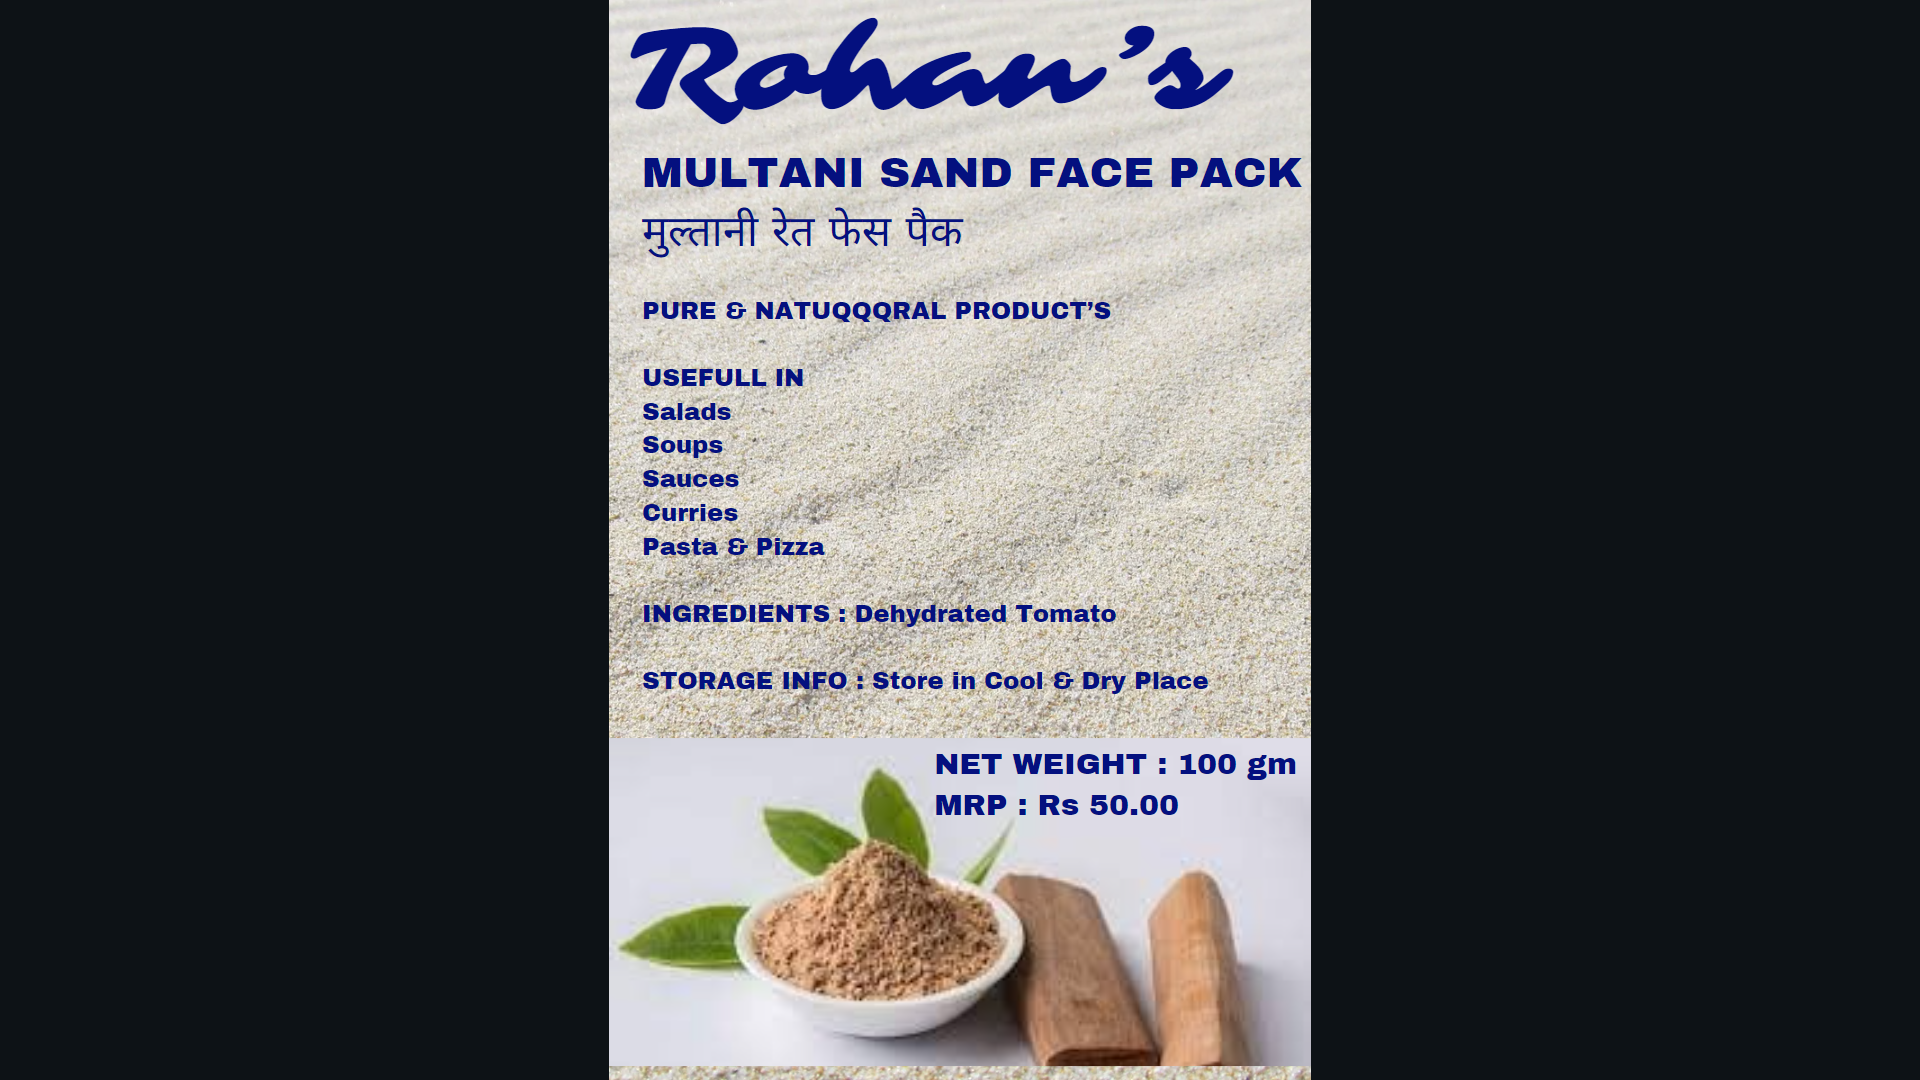 Rohan's
MULTANI SAND FACE PACK
मुल्तानी रेत फेस पैक
PURE & NATUQQQRAL PRODUCT'S
USEFULL IN
Salads
Soups
Sauces
Curries
Pasta & Pizza
INGREDIENTS : Dehydrated Tomato
STORAGE INFO : Store in Cool & Dry Place
NET WEIGHT : 100 gm
MRP : Rs 50.00